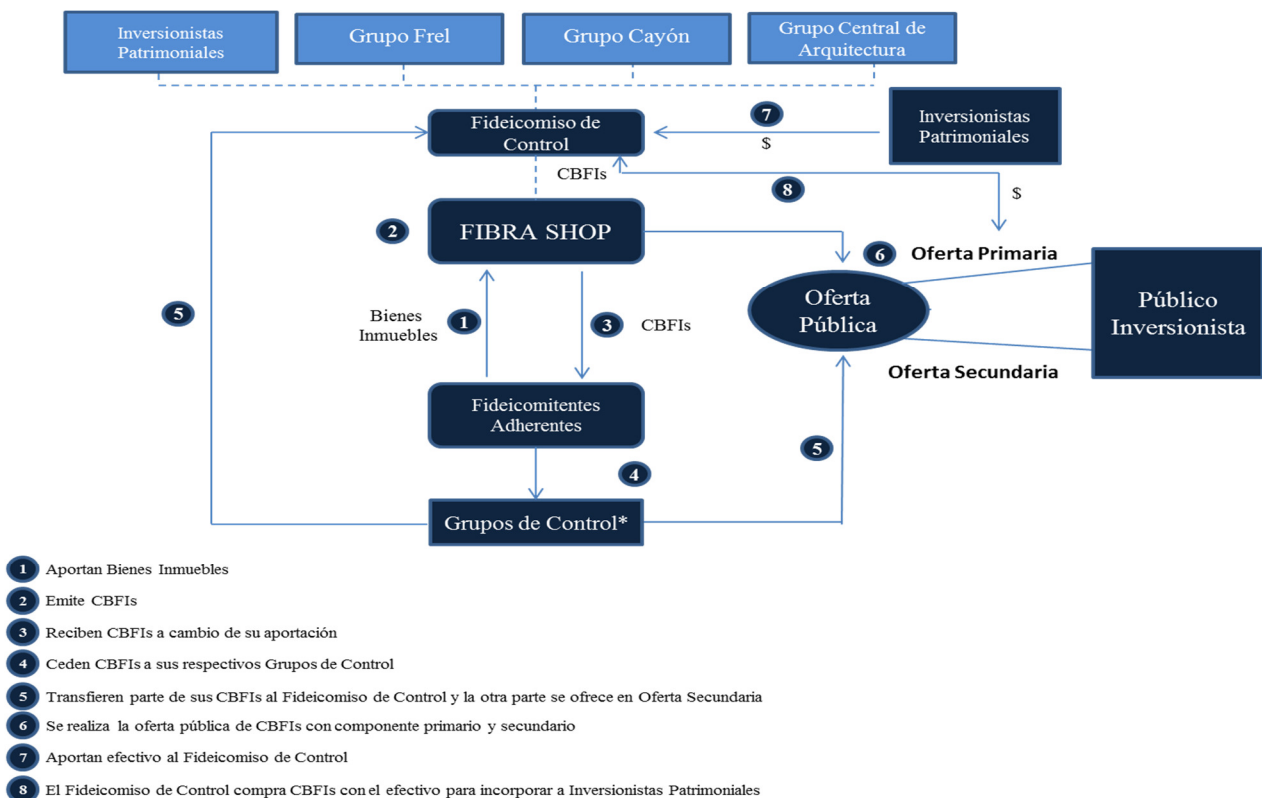 Inversionistas
Patrimoniales
Grupo Frel
Grupo Cayón
Grupo Central de
Arquitectura
Fideicomiso de
Control
7
$
Inversionistas
Patrimoniales
CBFIs
8
$
2
FIBRA SHOP
6
Oferta Primaria
5
Bienes
Inmuebles
1
3
CBFIs
Oferta
Pública
Público
Inversionista
Oferta Secundaria
Fideicomitentes
Adherentes
5
4
Grupos de Control*
1 Aportan Bienes Inmuebles
2 Emite CBFIs
3 Reciben CBFIs a cambio de su aportación
4 Ceden CBFIs a sus respectivos Grupos de Control
5 Transfieren parte de sus CBFIs al Fideicomiso de Control y la otra parte se ofrece en Oferta Secundaria
6 Se realiza la oferta pública de CBFIs con componente primario y secundario
7 Aportan efectivo al Fideicomiso de Control
8 El Fideicomiso de Control compra CBFIs con el efectivo para incorporar a Inversionistas Patrimoniales